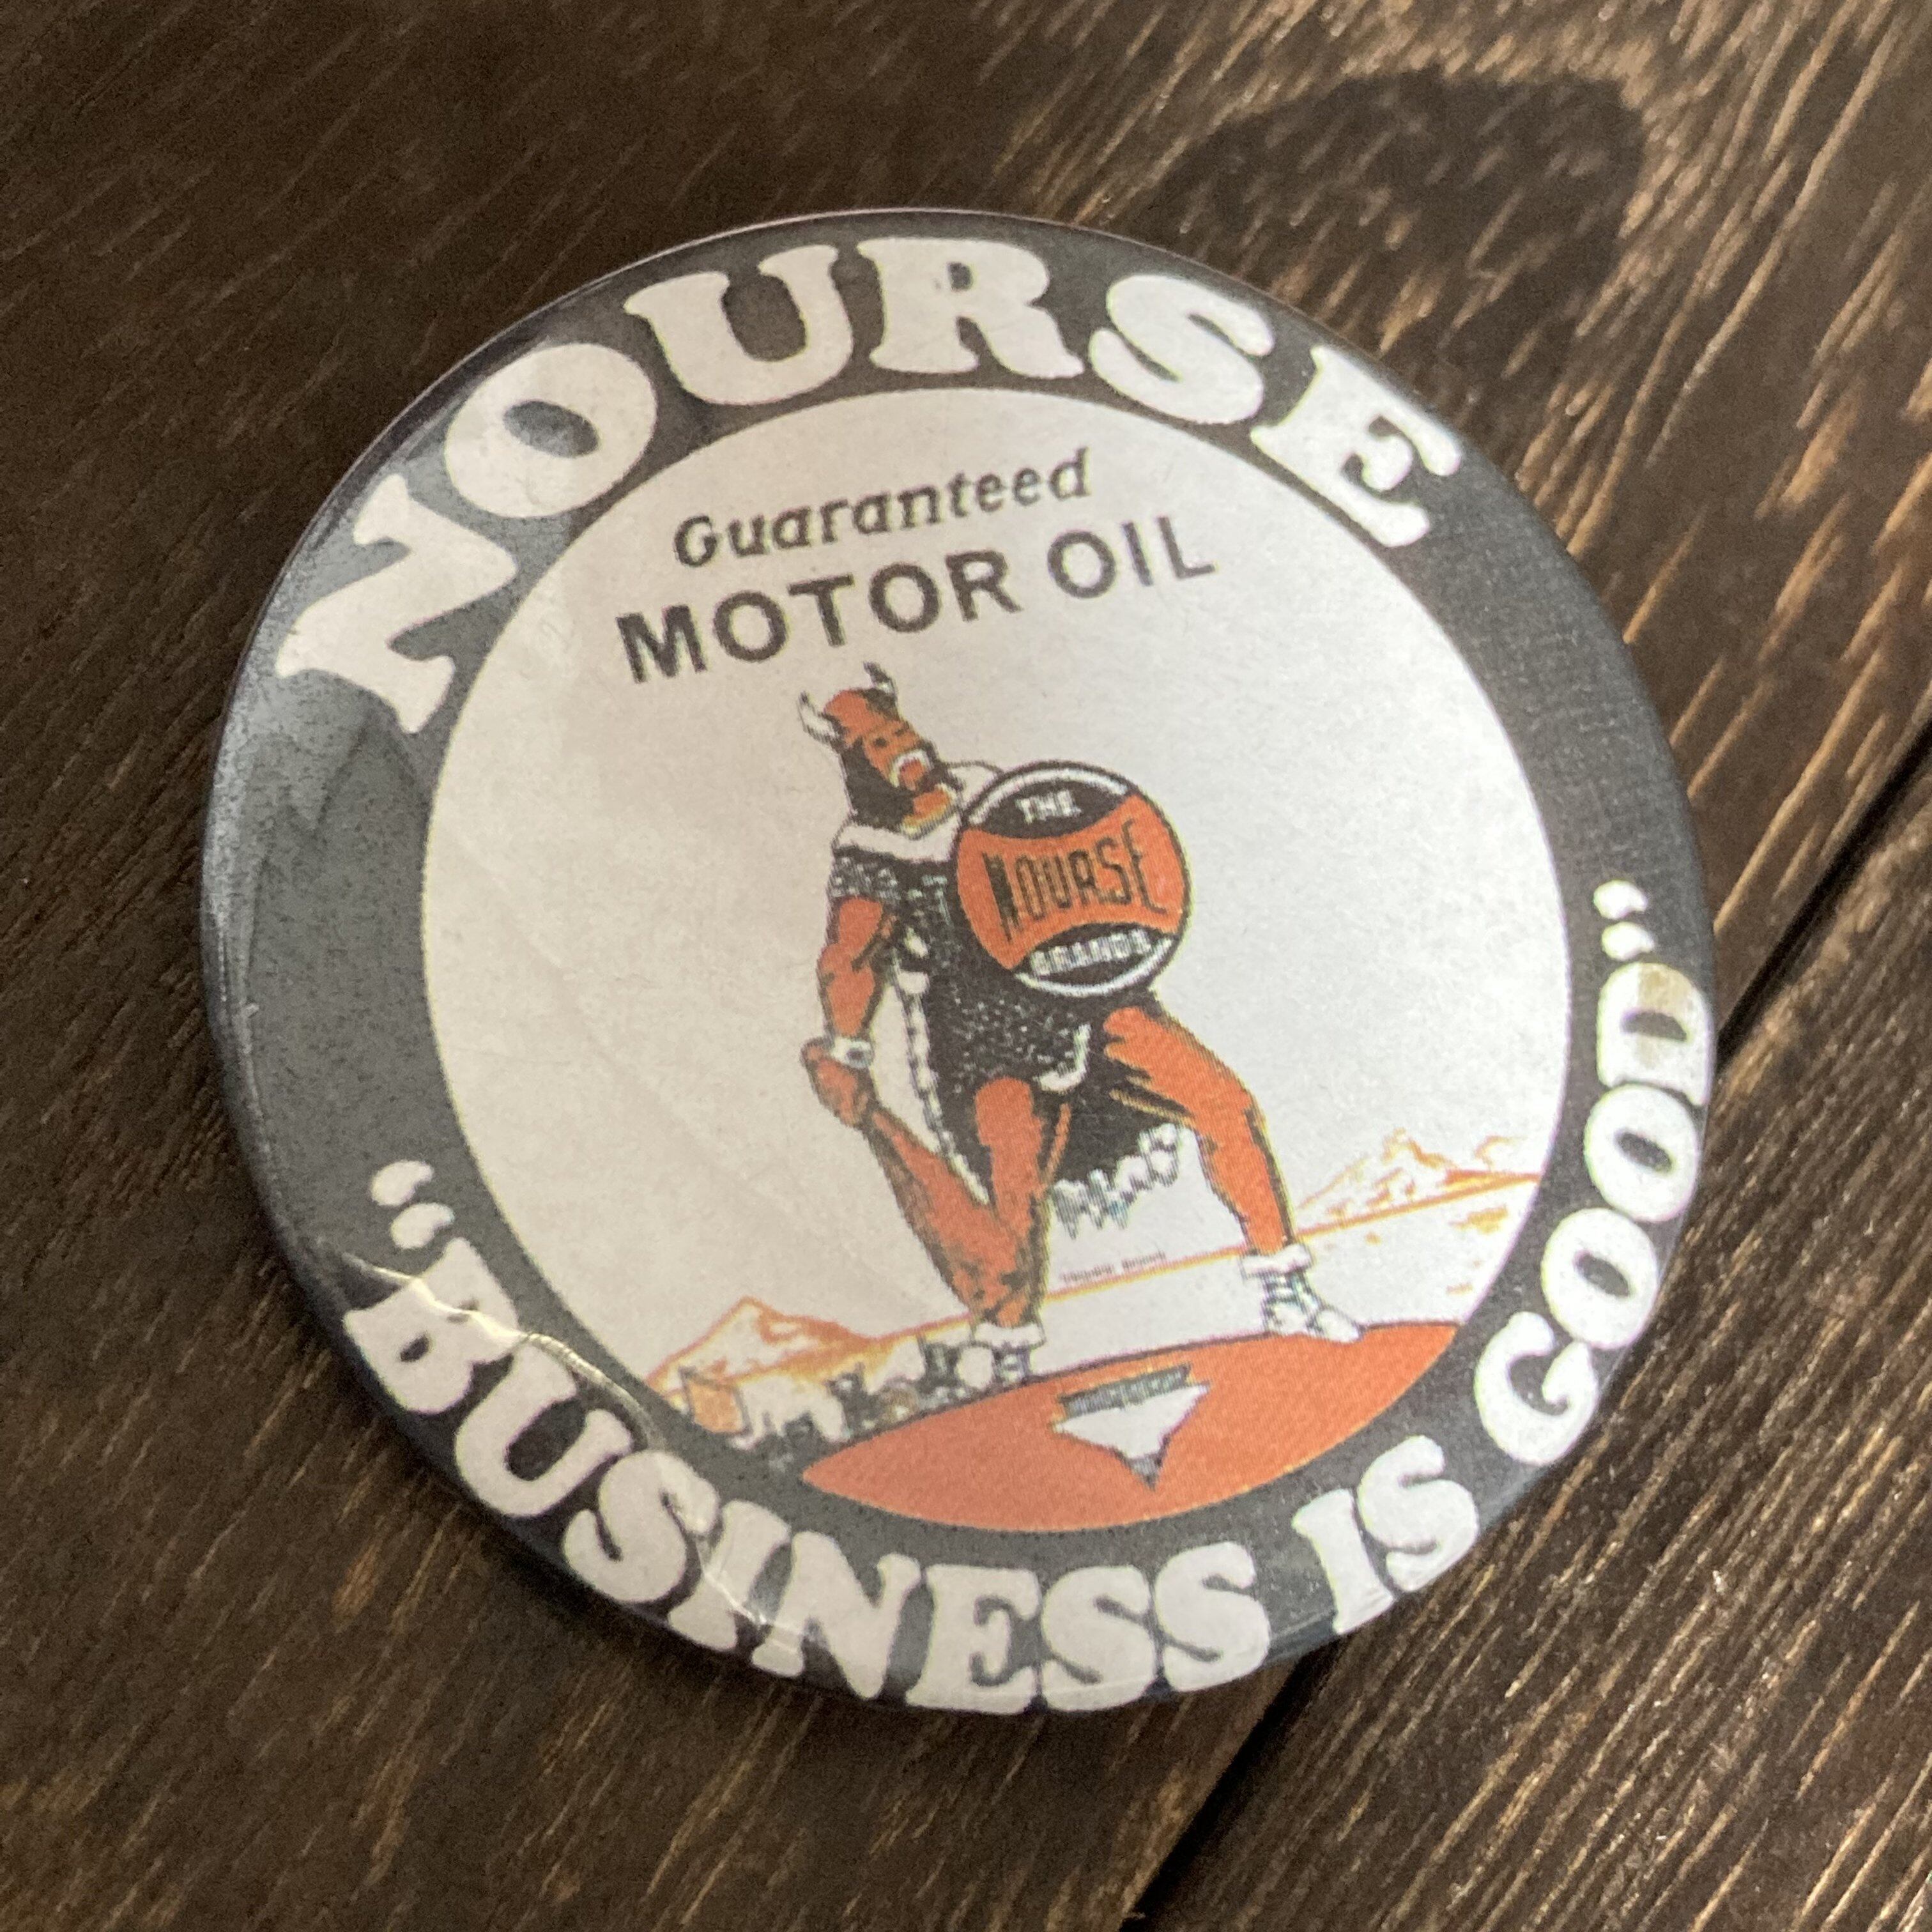 NOURSE
Guaranteed
MOTOR OIL
THE
NOURSE
BRANDS
"BUSINESS IS GOOD"